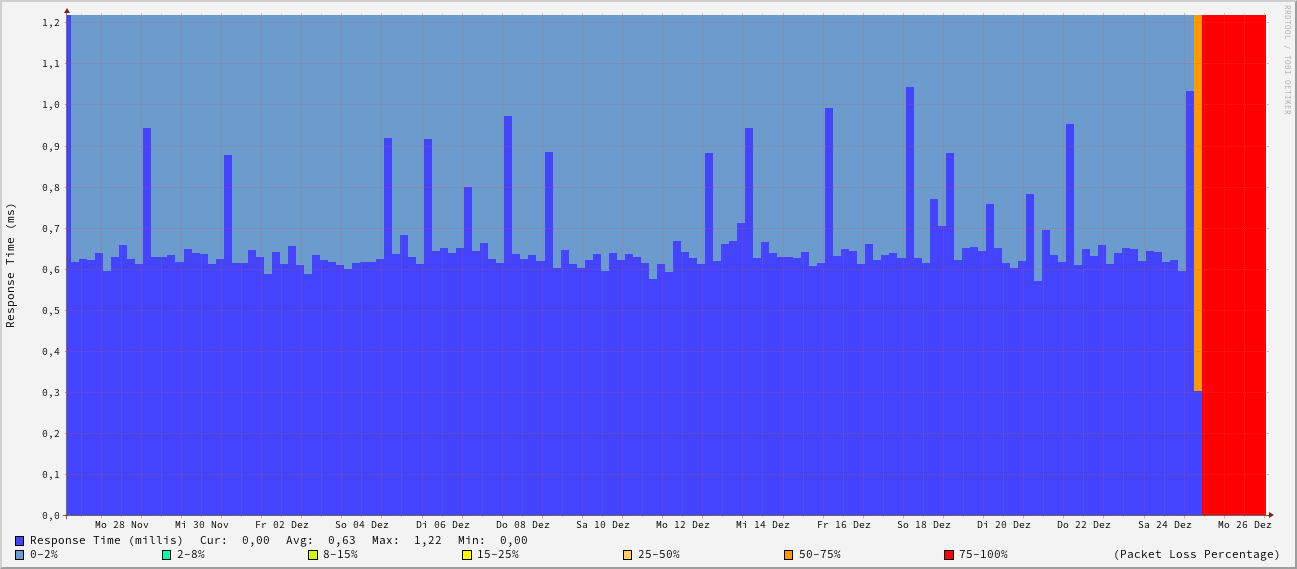 RRDTOOL / TOBI OETIKER
Response Time (ms)
1,2
1,1
1,0
0,9
0,8
0,7
0,6
0,5
0,4
0,3
0,2
0,1
0,0
Mo 28 Nov Mi 30 Nov Fr 02 Dez So 04 Dez Di 06 Dez Do 08 Dez Sa 10 Dez Mo 12 Dez Mi 14 Dez Fr 16 Dez So 18 Dez Di 20 Dez Do 22 Dez Sa 24 Dez Mo 26 Dez
Response Time (millis) Cur: 0,00 Avg: 0,63 Max: 1,22 Min: 0,00
0-2% 2-8% 8-15% 15-25% 25-50% 50-75% 75-100% (Packet Loss Percentage)